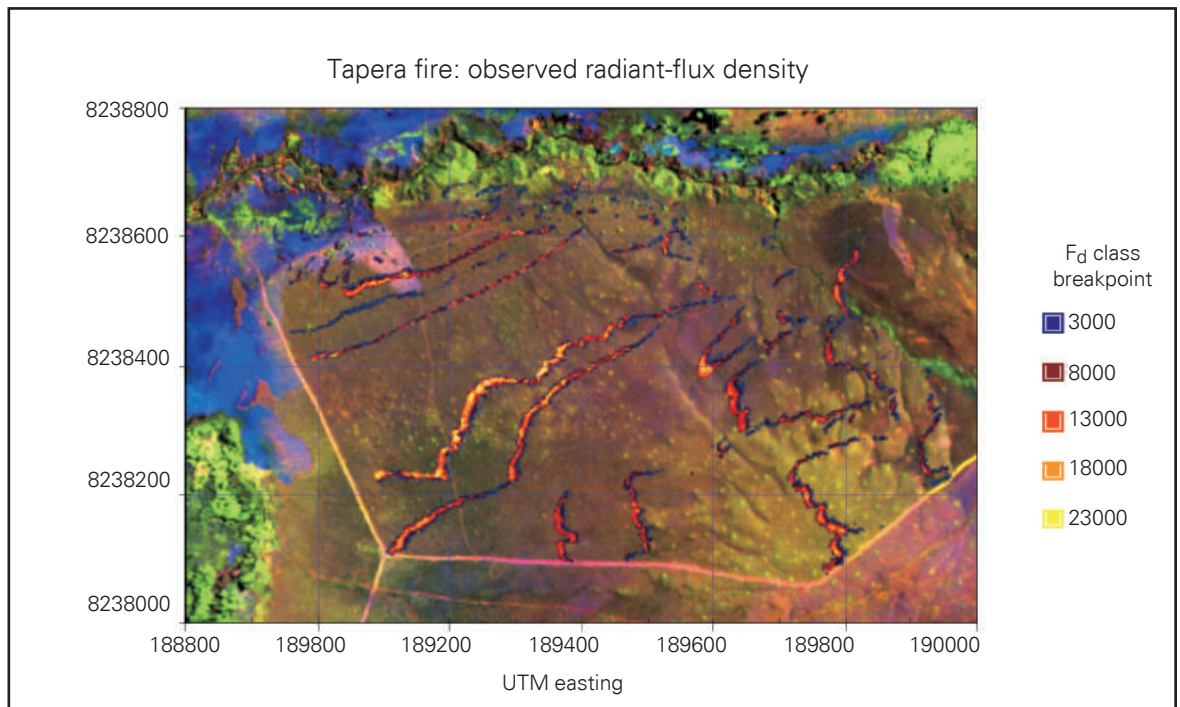 Tapera fire: observed radiant-flux density
8238800
8238600
8238400
8238200
8238000
188800 189800 189200 189400 189600 189800 190000
UTM easting
Fd class
breakpoint
3000
8000
13000
18000
23000